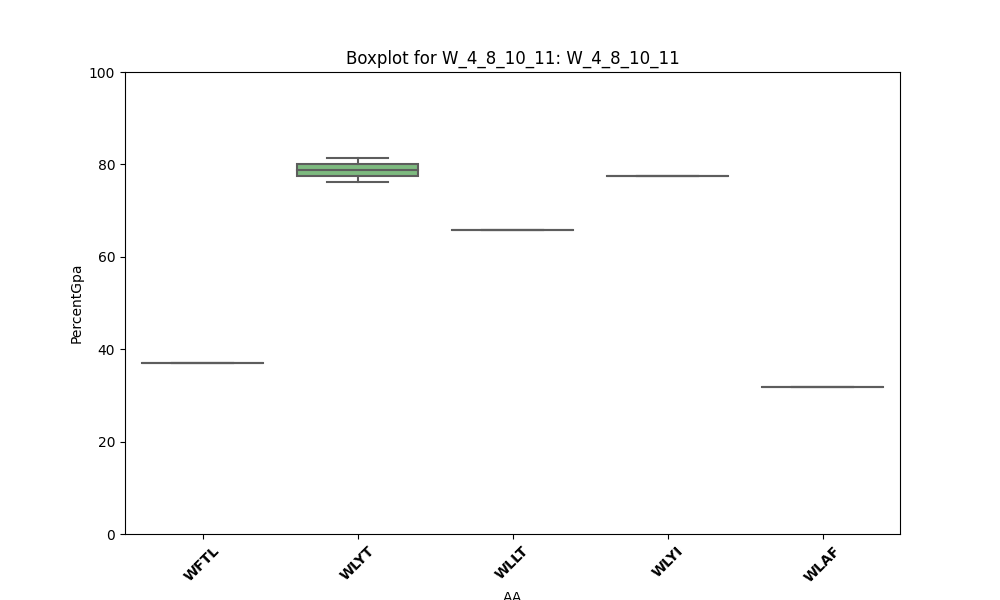 Boxplot for W_4_8_10_11: W_4_8_10_11
100
80
60
40
20
0
PercentGpa
WFTL
WLYT
WLLT
WLYI
WLAF
AA